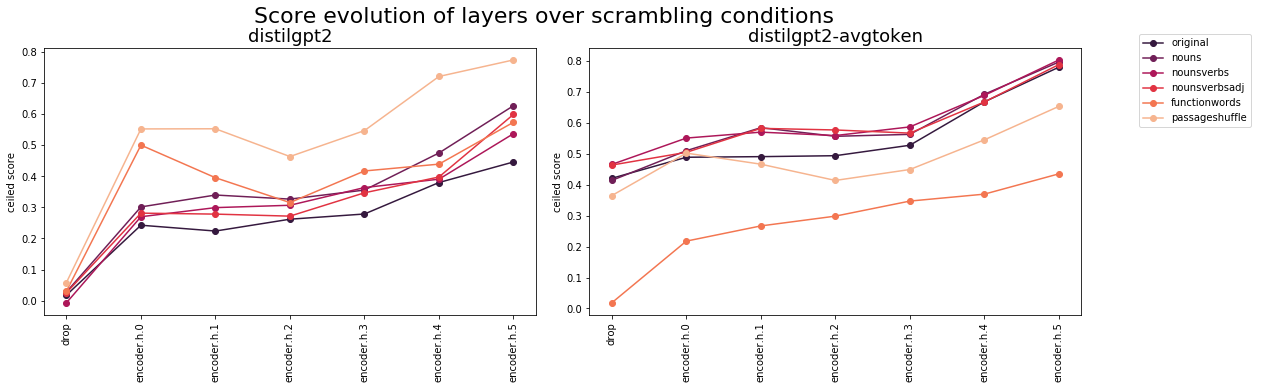 Score evolution of layers over scrambling conditions
distilgpt2
ceiled score
0.8
0.7
0.6
0.5
0.4
0.3
0.2
0.1
0.0
drop
encoder.h.0
encoder.h.1
encoder.h.2
encoder.h.3
encoder.h.4
encoder.h.5
distilgpt2-avgtoken
ceiled score
0.8
0.7
0.6
0.5
0.4
0.3
0.2
0.1
0.0
drop
encoder.h.0
encoder.h.1
encoder.h.2
encoder.h.3
encoder.h.4
encoder.h.5
original
nouns
nounsverbs
nounsverbsadj
functionwords
passageshuffle